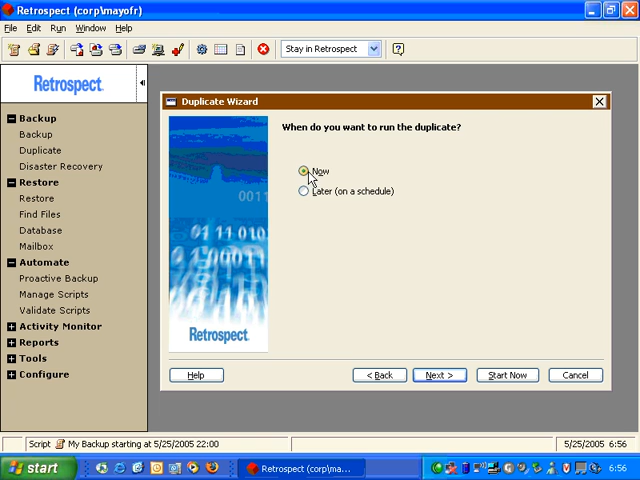 Retrospect (corp\mayofr)
File Edit Run Window Help
Stay in Retrospect
Retrospect
Backup
Backup
Duplicate
Disaster Recovery
Restore
Restore
Find Files
Database
Mailbox
Automate
Proactive Backup
Manage Scripts
Validate Scripts
Activity Monitor
Reports
Tools
Configure
Duplicate Wizard
When do you want to run the duplicate?
Now
Later (on a schedule)
Retrospect
Help
< Back
Next >
Start Now
Cancel
Script My Backup starting at 5/25/2005 22:00
5/25/2005 6:56
start
Retrospect (corp\ma...
6:56